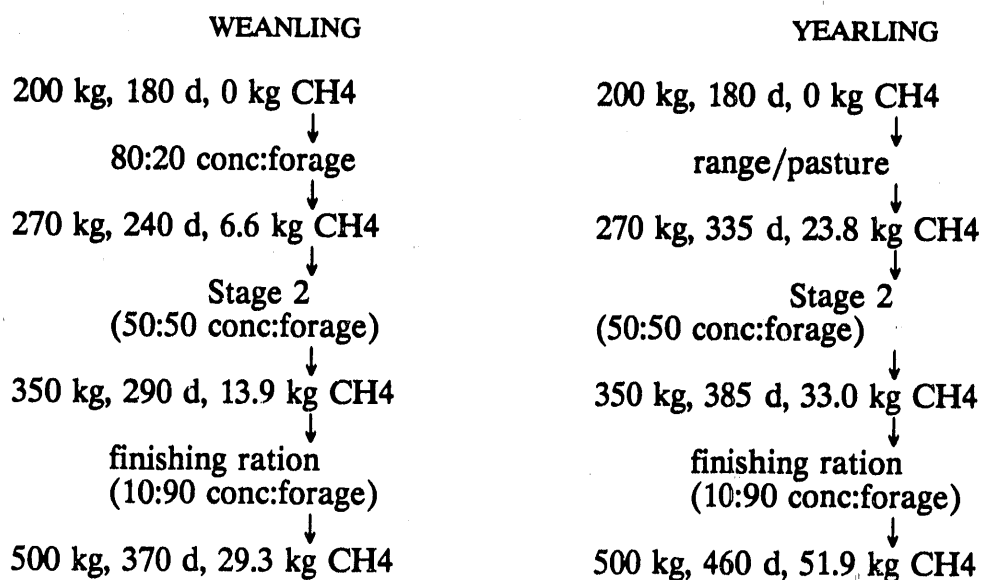 WEANLING
200 kg, 180 d, 0 kg CH4
80:20 conc:forage
270 kg, 240 d, 6.6 kg CH4
Stage 2
(50:50 conc:forage)
350 kg, 290 d, 13.9 kg CH4
finishing ration
(10:90 conc:forage)
500 kg, 370 d, 29.3 kg CH4
YEARLING
200 kg, 180 d, 0 kg CH4
range/pasture
270 kg, 335 d, 23.8 kg CH4
Stage 2
(50:50 conc:forage)
350 kg, 385 d, 33.0 kg CH4
finishing ration
(10:90 conc:forage)
500 kg, 460 d, 51.9 kg CH4